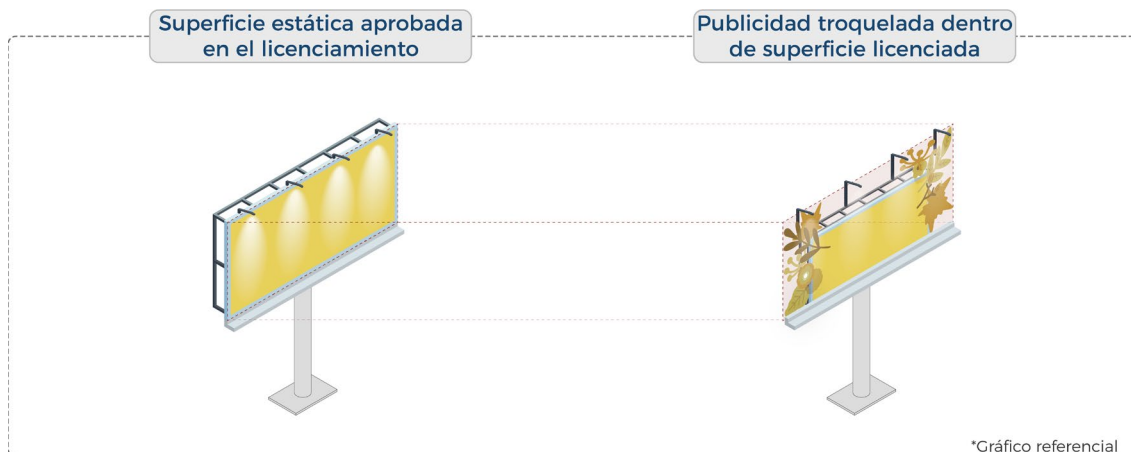 Superficie estática aprobada
en el licenciamiento
Publicidad troquelada dentro
de superficie licenciada
*Gráfico referencial